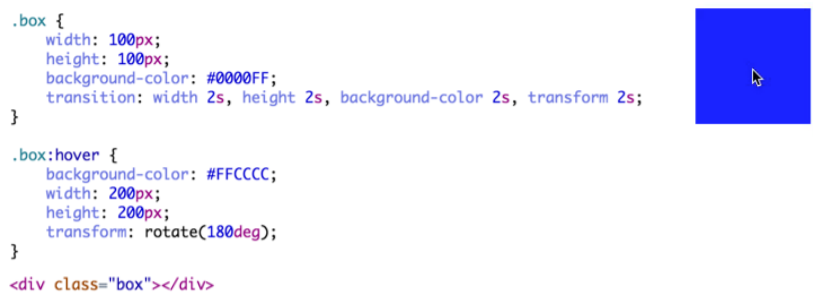 .box {
    width: 100px;
    height: 100px;
    background-color: #0000FF;
    transition: width 2s, height 2s, background-color 2s, transform 2s;
}

.box:hover {
    background-color: #FFCCCC;
    width: 200px;
    height: 200px;
    transform: rotate(180deg);
}

<div class="box"></div>